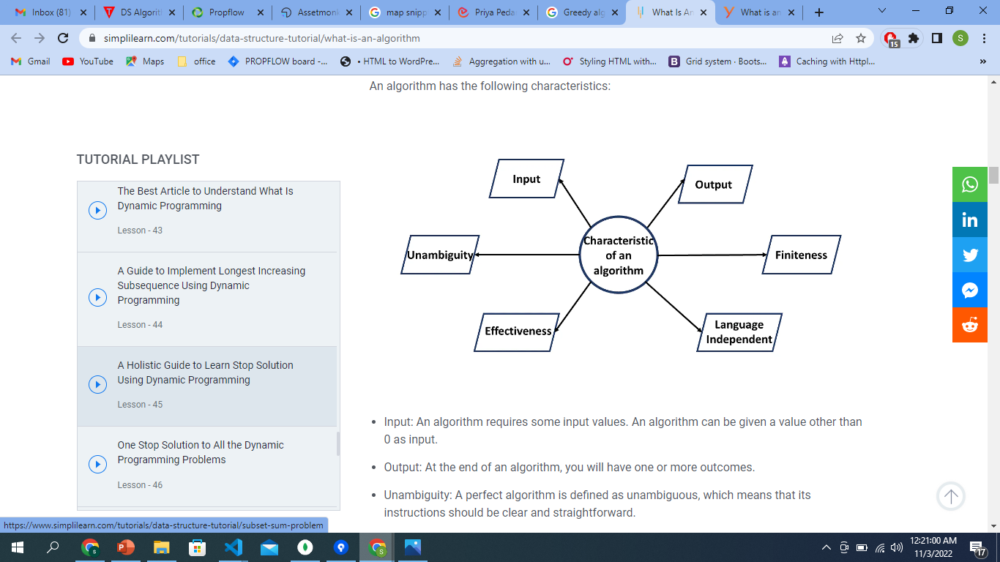 Inbox (81)
DS Algorit
Propflow
Assetmonk
map snipp
Priya Peda
Greedy alg
What Is An
What is an
simplilearn.com/tutorials/data-structure-tutorial/what-is-an-algorithm
15
S
Gmail
YouTube
Maps
office
PROPFLOW board -...
• HTML to WordPre...
Aggregration with u...
Styling HTML with...
B
Grid system · Boots...
Caching with Httpl...
»
An algorithm has the following characteristics:
TUTORIAL PLAYLIST
The Best Article to Understand What Is
Dynamic Programming
Lesson - 43
A Guide to Implement Longest Increasing
Subsequence Using Dynamic
Programming
Lesson - 44
A Holistic Guide to Learn Stop Solution
Using Dynamic Programming
Lesson - 45
One Stop Solution to All the Dynamic
Programming Problems
Lesson - 46
Input
Output
Unambiguity
Characteristic
of an
algorithm
Finiteness
Effectiveness
Language
Independent
• Input: An algorithm requires some input values. An algorithm can be given a value other than
0 as input.
• Output: At the end of an algorithm, you will have one or more outcomes.
• Unambiguity: A perfect algorithm is defined as unambiguous, which means that its
instructions should be clear and straightforward.
in
https://www.simplilearn.com/tutorials/data-structure-tutorial/subset-sum-problem
12:21:00 AM
11/3/2022
17